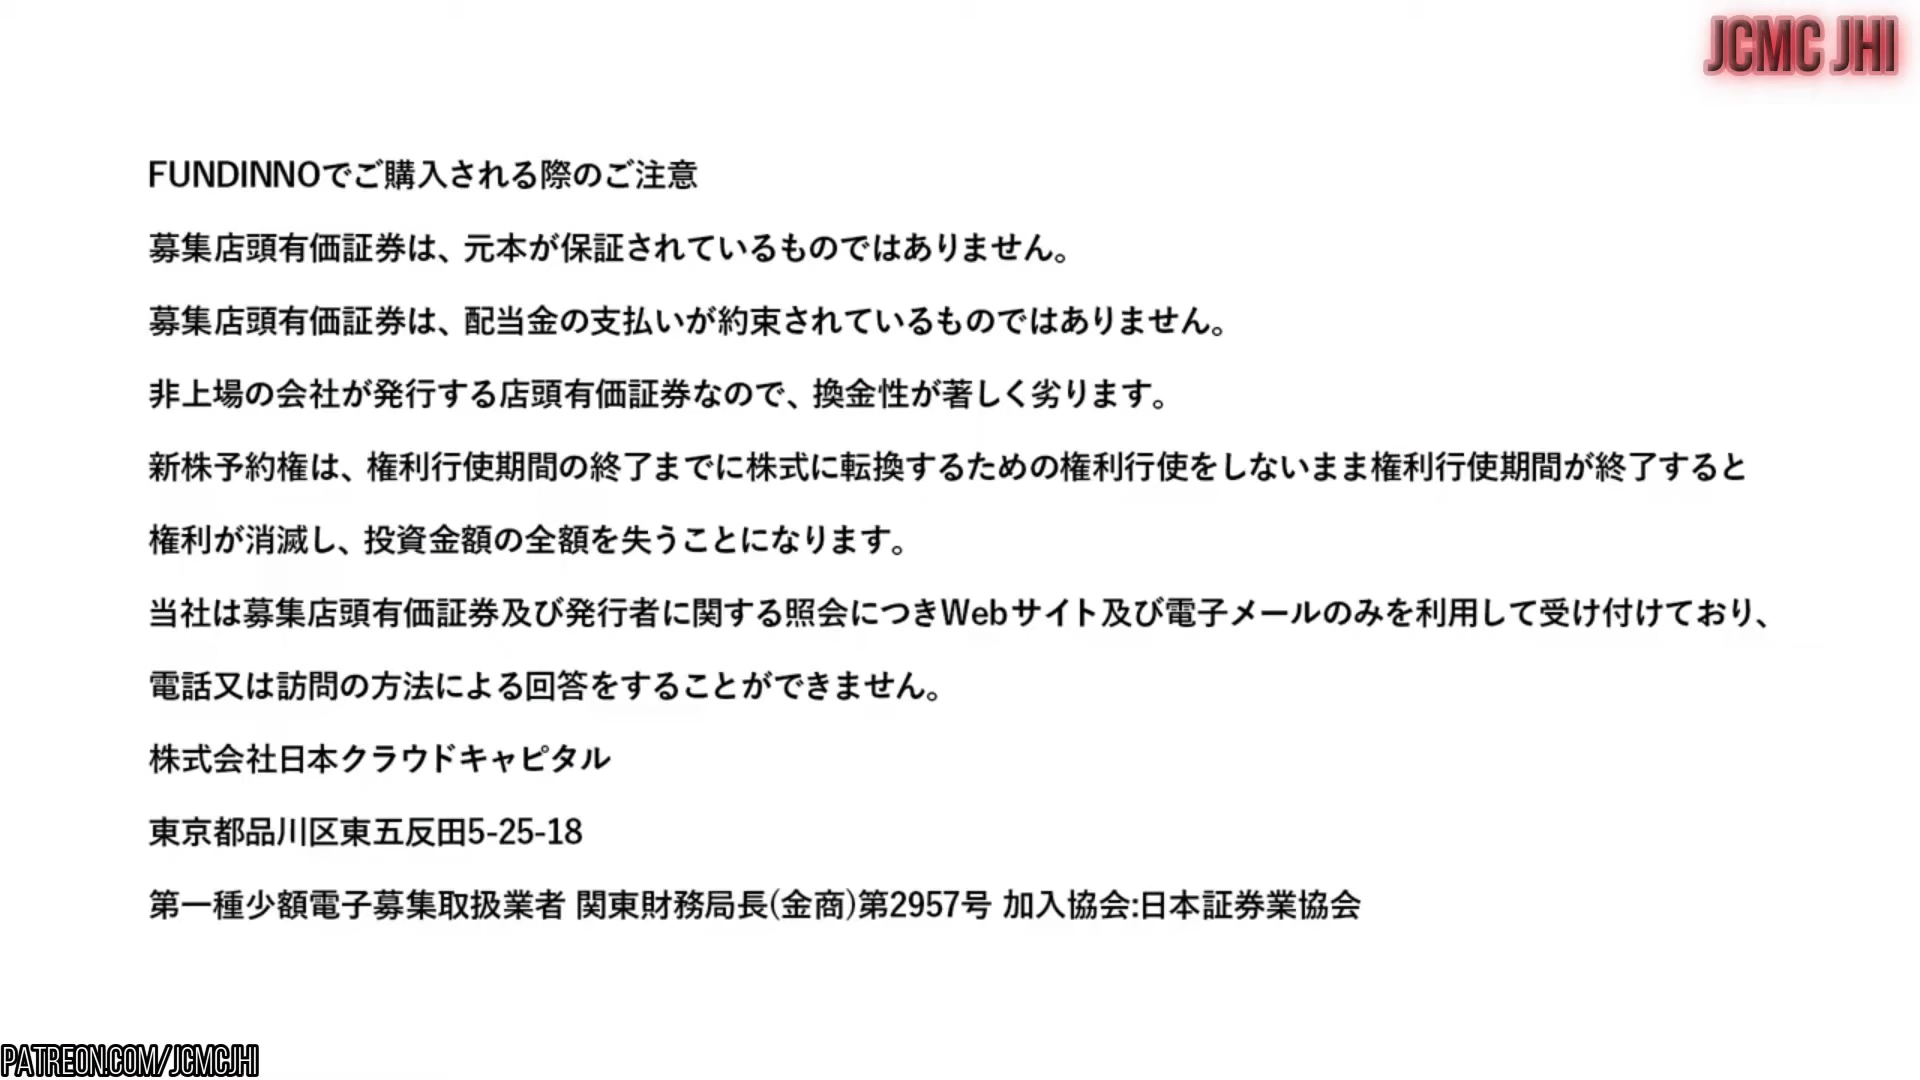 JCMC JHI
FUNDINNOでご購入される際のご注意
募集店頭有価証券は、元本が保証されているものではありません。
募集店頭有価証券は、配当金の支払いが約束されているものではありません。
非上場の会社が発行する店頭有価証券なので、換金性が著しく劣ります。
新株予約権は、権利行使期間の終了までに株式に転換するための権利行使をしないまま権利行使期間が終了すると
権利が消滅し、投資金額の全額を失うことになります。
当社は募集店頭有価証券及び発行者に関する照会につきWebサイト及び電子メールのみを利用して受け付けており、
電話又は訪問の方法による回答をすることができません。
株式会社日本クラウドキャピタル
東京都品川区東五反田5-25-18
第一種少額電子募集取扱業者 関東財務局長(金商)第2957号 加入協会:日本証券業協会
PATREON.COM/JCMCJHI